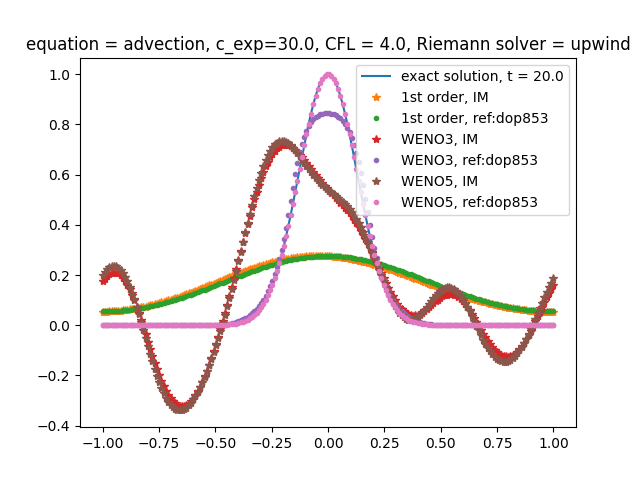 equation = advection, c_exp=30.0, CFL = 4.0, Riemann solver = upwind
exact solution, t = 20.0
1st order, IM
1st order, ref:dop853
WENO3, IM
WENO3, ref:dop853
WENO5, IM
WENO5, ref:dop853
1.0
0.8
0.6
0.4
0.2
0.0
−0.2
−0.4
−1.00 −0.75 −0.50 −0.25 0.00 0.25 0.50 0.75 1.00